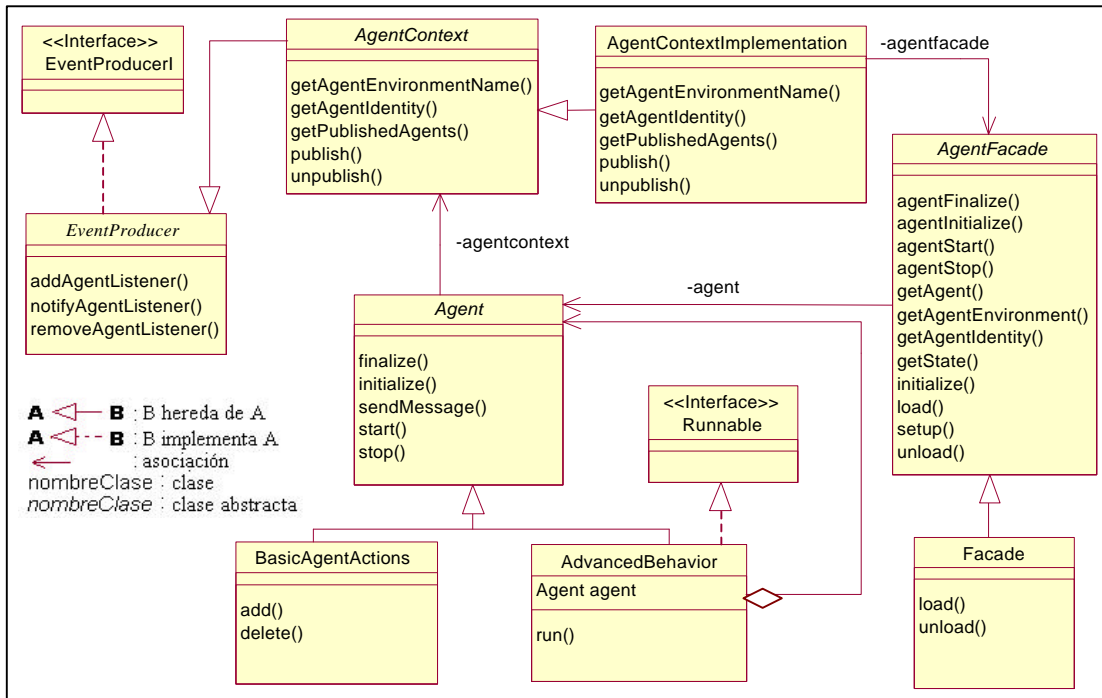 <<Interface>>
EventProducerI
AgentContext
getAgentEnvironmentName()
getAgentIdentity()
getPublishedAgents()
publish()
unpublish()
AgentContextImplementation
getAgentEnvironmentName()
getAgentIdentity()
getPublishedAgents()
publish()
unpublish()
-agentfacade
AgentFacade
agentFinalize()
agentInitialize()
agentStart()
agentStop()
getAgent()
getAgentEnvironment()
getAgentIdentity()
getState()
initialize()
load()
setup()
unload()
EventProducer
addAgentListener()
notifyAgentListener()
removeAgentListener()
-agentcontext
-agent
Agent
finalize()
initialize()
sendMessage()
start()
stop()
<<Interface>>
Runnable
A B : B hereda de A
A B : B implementa A
: asociación
nombreClase : clase
nombreClase : clase abstracta
BasicAgentActions
add()
delete()
AdvancedBehavior
Agent agent
run()
Facade
load()
unload()